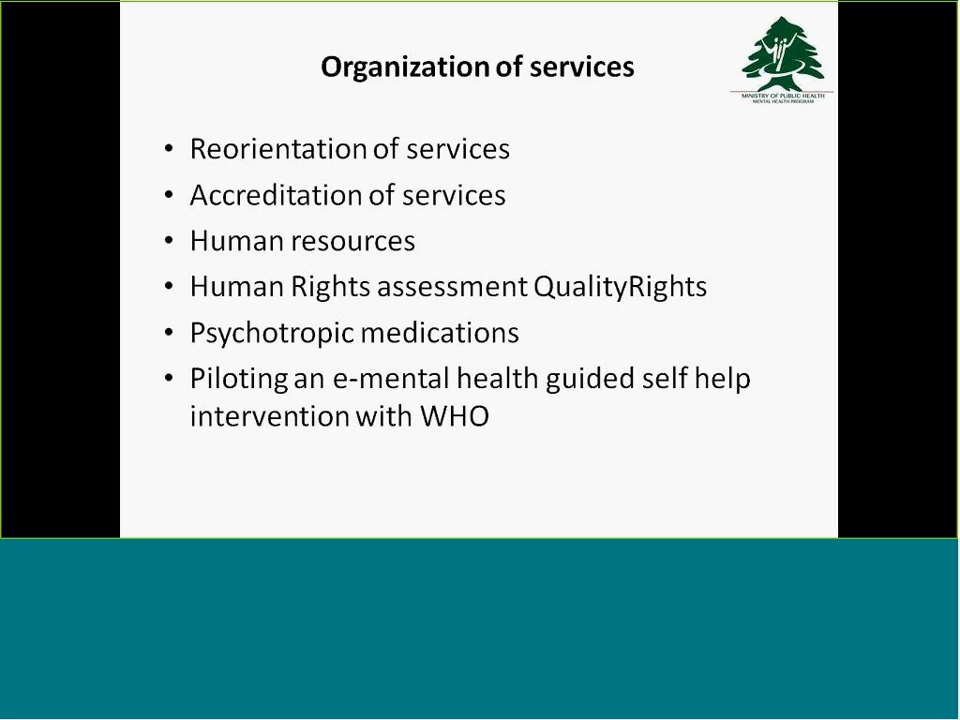 Organization of services
MINISTRY OF PUBLIC HEALTH
MENTAL HEALTH PROGRAM
• Reorientation of services
• Accreditation of services
• Human resources
• Human Rights assessment QualityRights
• Psychotropic medications
• Piloting an e-mental health guided self help
intervention with WHO